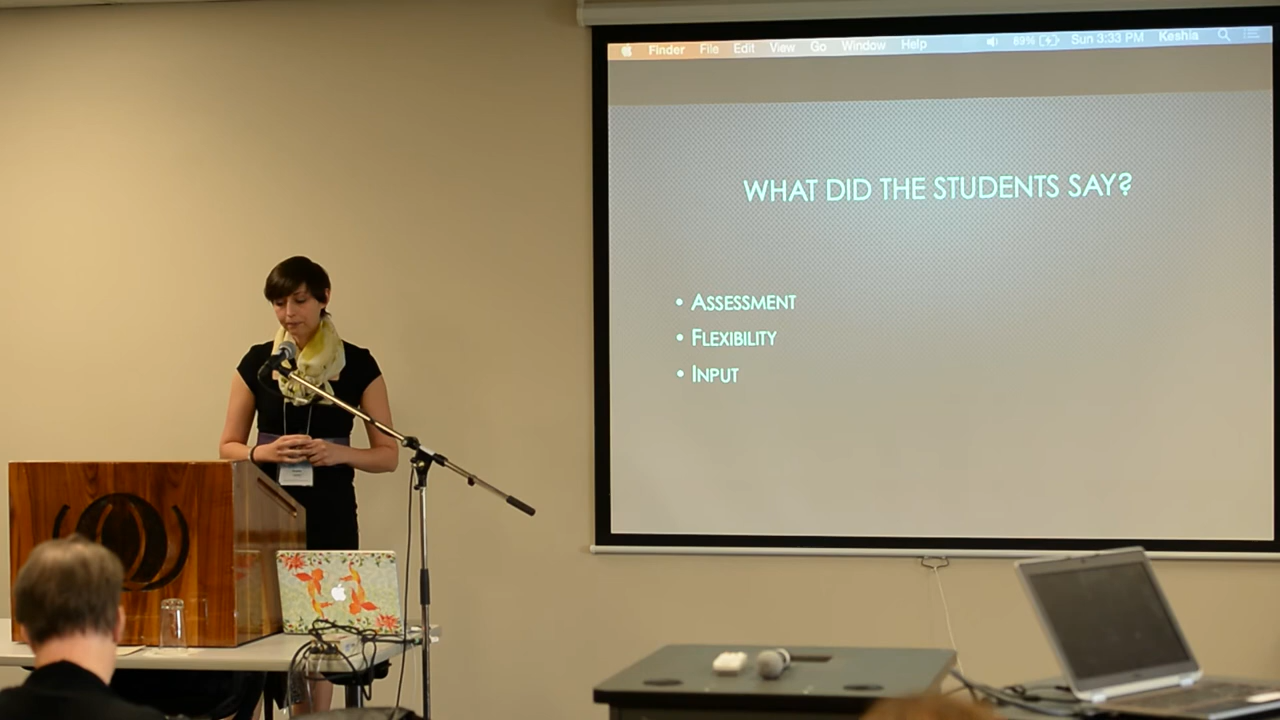 Finder File Edit View Go Window Help 69% Sun 3:33 PM Keshia
WHAT DID THE STUDENTS SAY?
• ASSESSMENT
• FLEXIBILITY
• INPUT